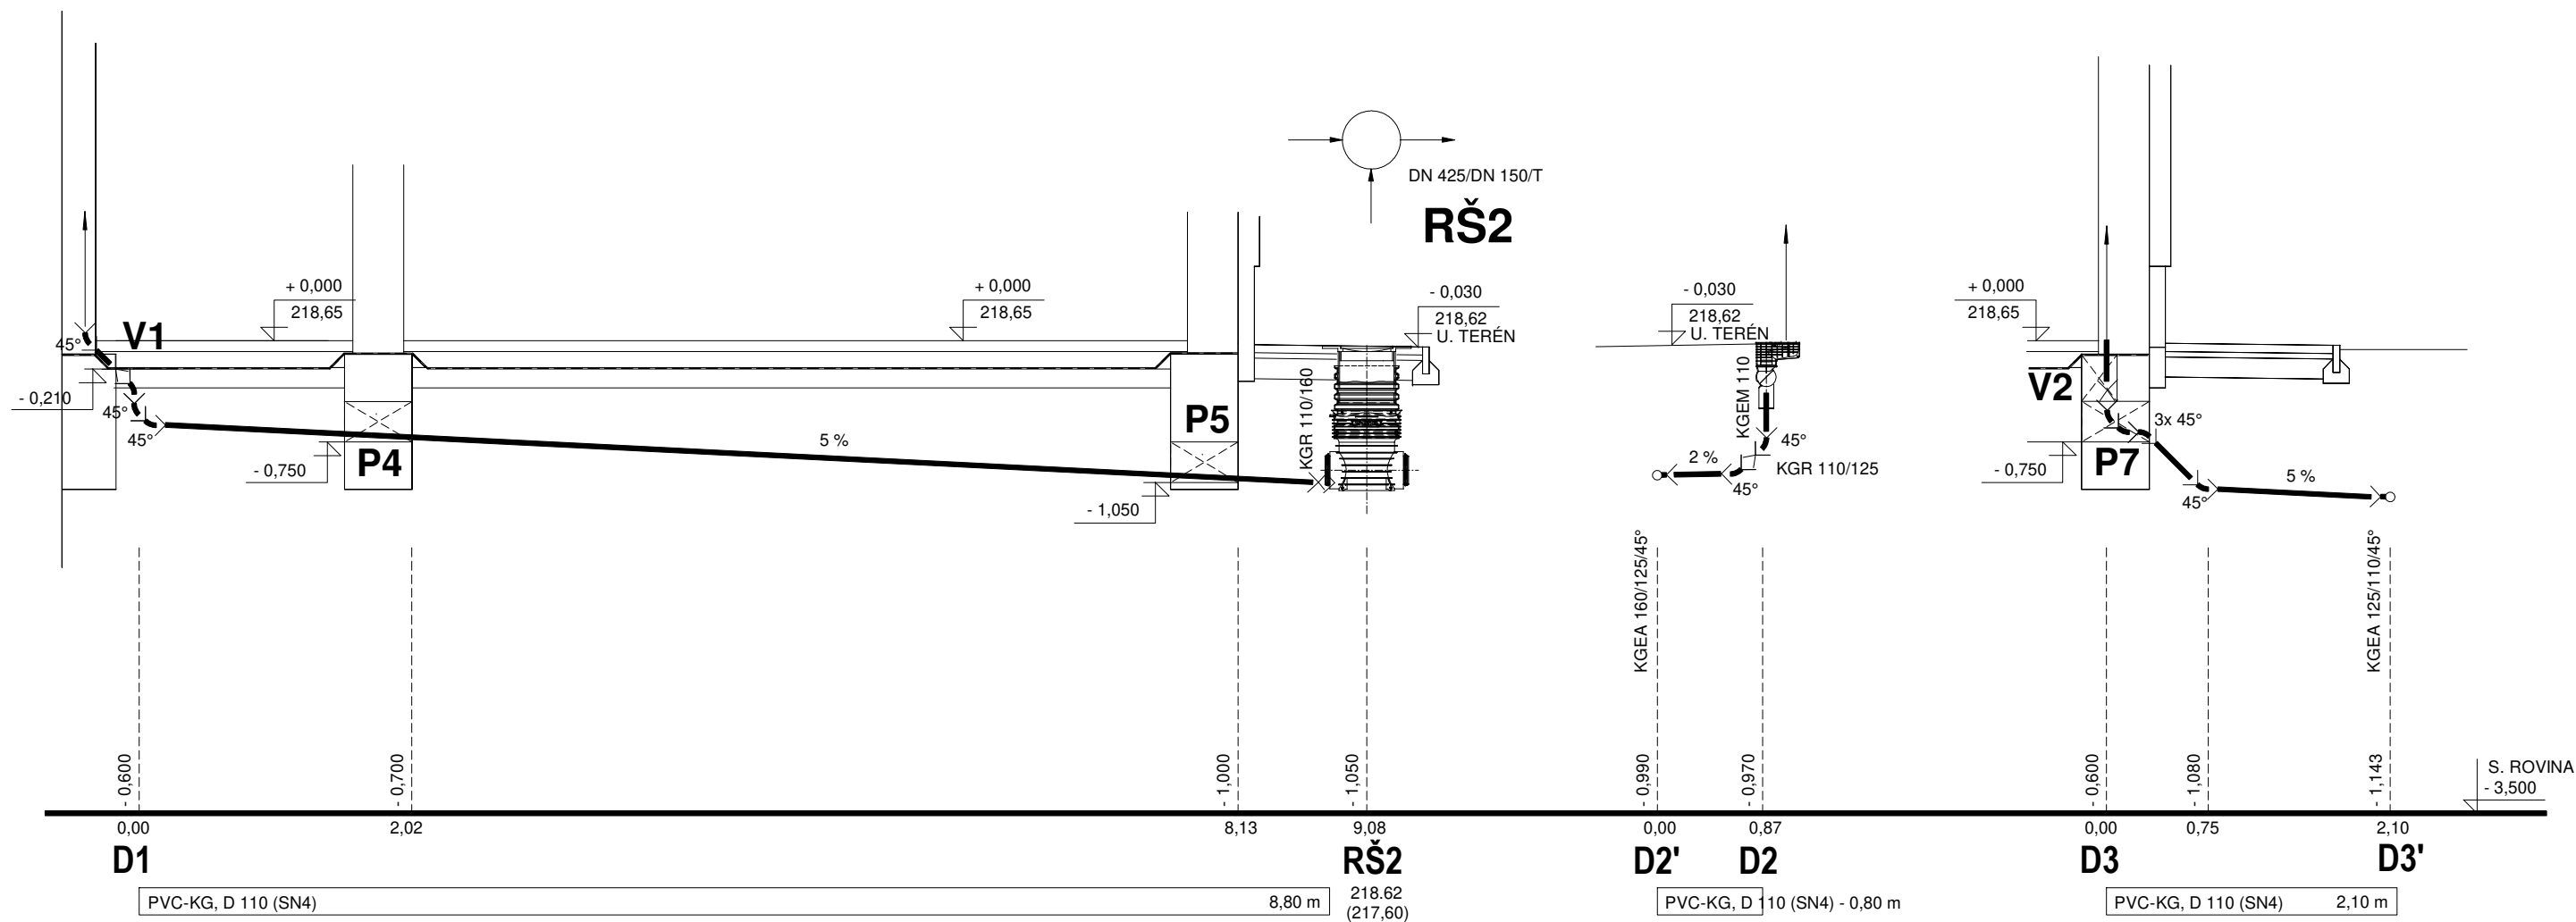 DN 425/DN 150/T
RŠ2
+ 0,000
218,65
+ 0,000
218,65
- 0,030
218,62
U. TERÉN
- 0,030
218,62
U. TERÉN
+ 0,000
218,65
V1
45°
- 0,210
45°
45°
- 0,750
P4
5 %
P5
- 1,050
KGR 110/160
KGEM 110
45°
2 %
KGR 110/125
45°
V2
3x 45°
- 0,750
P7
45°
5 %
KGEA 160/125/45°
KGEA 125/110/45°
- 0,600
- 0,700
- 1,000
- 1,050
- 0,990
- 0,970
- 0,600
- 1,080
- 1,143
S. ROVINA
- 3,500
0,00
2,02
8,13
9,08
0,00
0,87
0,00
0,75
2,10
D1
RŠ2
D2'
D2
D3
D3'
PVC-KG, D 110 (SN4) 8,80 m
218.62
(217,60)
PVC-KG, D 110 (SN4) - 0,80 m
PVC-KG, D 110 (SN4) 2,10 m